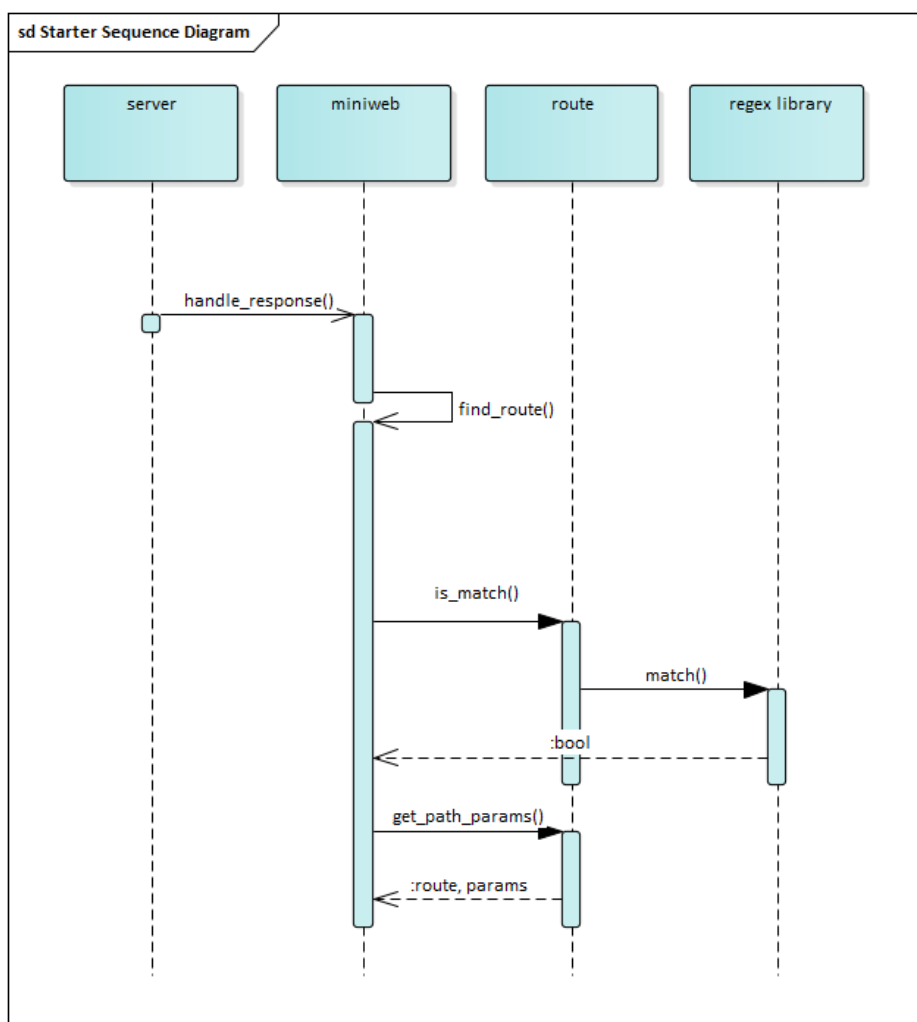 sd Starter Sequence Diagram
server
miniweb
route
regex library
handle_response()
find_route()
is_match()
match()
:bool
get_path_params()
:route, params